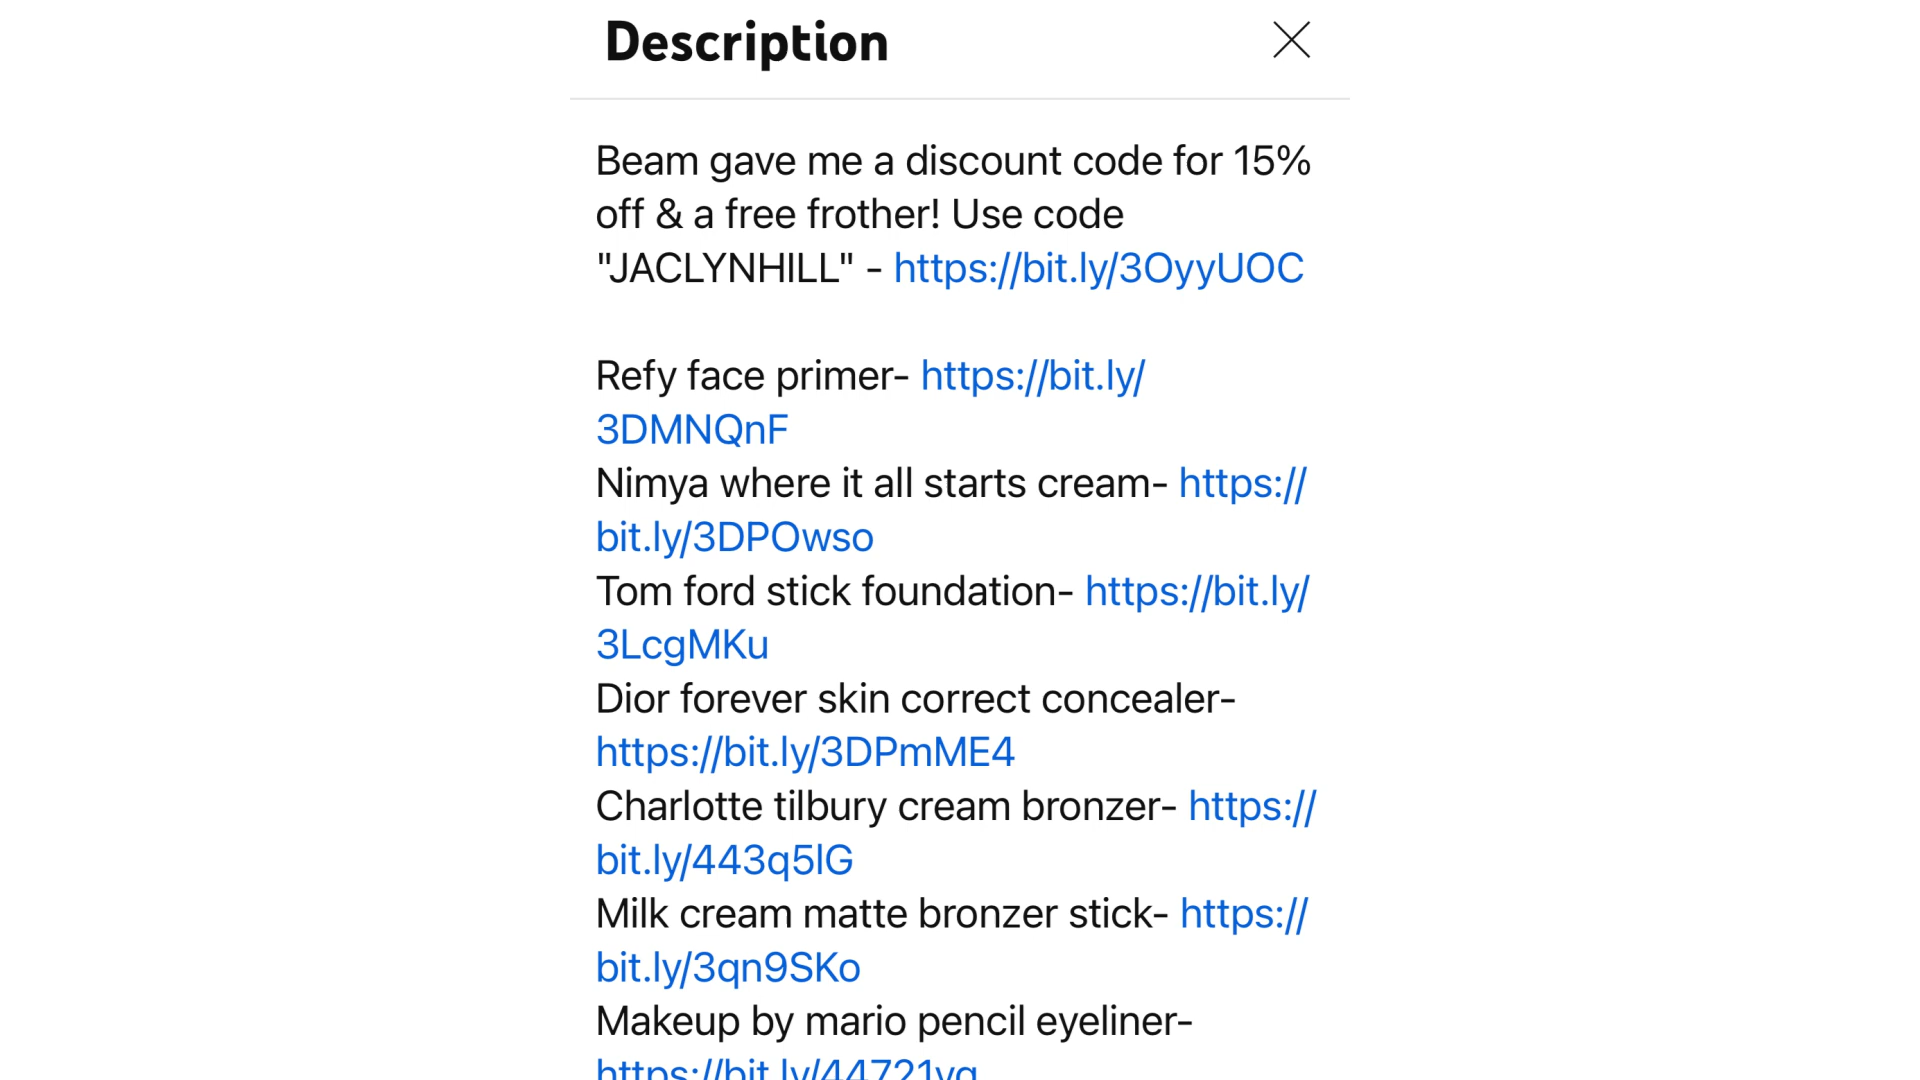 Description
Beam gave me a discount code for 15%
off & a free frother! Use code
"JACLYNHILL" - https://bit.ly/3OyyUOC
Refy face primer- https://bit.ly/
3DMNQnF
Nimya where it all starts cream- https://
bit.ly/3DPOwso
Tom ford stick foundation- https://bit.ly/
3LcgMKu
Dior forever skin correct concealer-
https://bit.ly/3DPmME4
Charlotte tilbury cream bronzer- https://
bit.ly/443q5lG
Milk cream matte bronzer stick- https://
bit.ly/3qn9SKo
Makeup by mario pencil eyeliner-